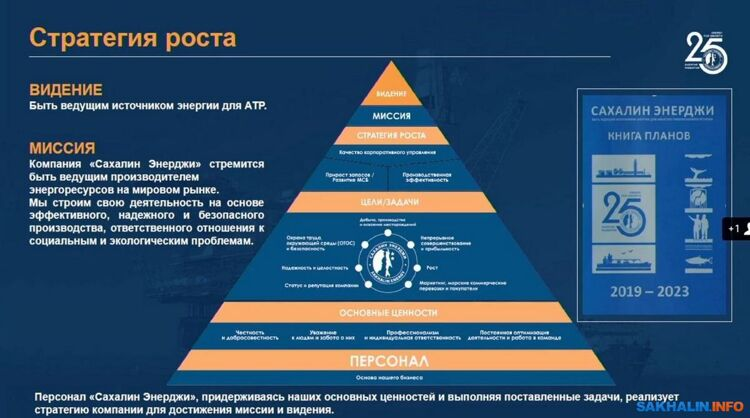 Стратегия роста
25
ВИДЕНИЕ
Быть ведущим источником энергии для АТР.
МИССИЯ
Компания «Сахалин Энерджи» стремится
быть ведущим производителем
энергоресурсов на мировом рынке.
Мы строим свою деятельность на основе
эффективного, надежного и безопасного
производства, ответственного отношения к
социальным и экологическим проблемам.
ВИДЕНИЕ
МИССИЯ
СТРАТЕГИЯ РОСТА
Качество корпоративного управления
Прирост запасов /
Развитие МСБ
Производственная
эффективность
ЦЕЛИ/ЗАДАЧИ
Добыча, производство
и освоение месторождений
Охрана труда,
окружающей среды (ОТОС)
и безопасность
Непрерывное
совершенствование
и прибыльность
Надежность и целостность
САХАЛИН ЭНЕРДЖИ
SAKHALIN ENERGY
Рост
Статус и репутация компании
Маркетинг, морские коммерческие
перевозки и покупатели
ОСНОВНЫЕ ЦЕННОСТИ
Честность
и добросовестность
Уважение
к людям и забота о них
Профессионализм
и индивидуальная ответственность
Постоянная оптимизация
деятельности и работа в команде
ПЕРСОНАЛ
Основа нашего бизнеса
САХАЛИН ЭНЕРДЖИ
КНИГА ПЛАНОВ
25
2019 – 2023
+1
Персонал «Сахалин Энерджи», придерживаясь наших основных ценностей и выполняя поставленные задачи, реализует
стратегию компании для достижения миссии и видения.
SAKHALIN.INFO